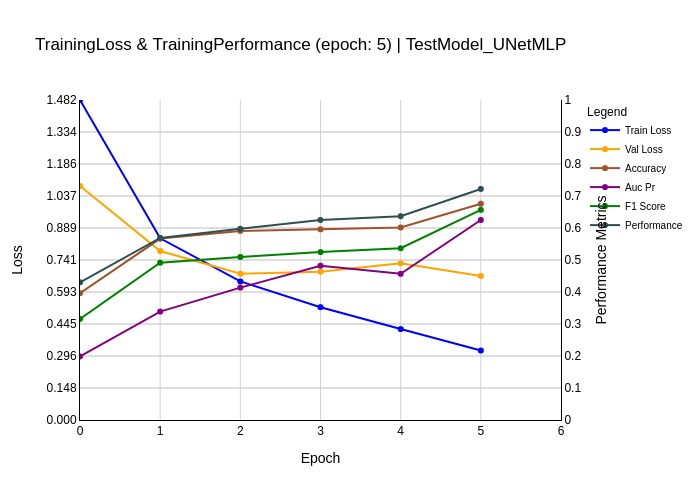 TrainingLoss & TrainingPerformance (epoch: 5) | TestModel_UNetMLP
1.482
1.334
1.186
1.037
0.889
0.741
0.593
0.445
0.296
0.148
0.000
Loss
1
0.9
0.8
0.7
0.6
0.5
0.4
0.3
0.2
0.1
0
Performance Metrics
Legend
Train Loss
Val Loss
Accuracy
Auc Pr
F1 Score
Performance
0 1 2 3 4 5 6
Epoch